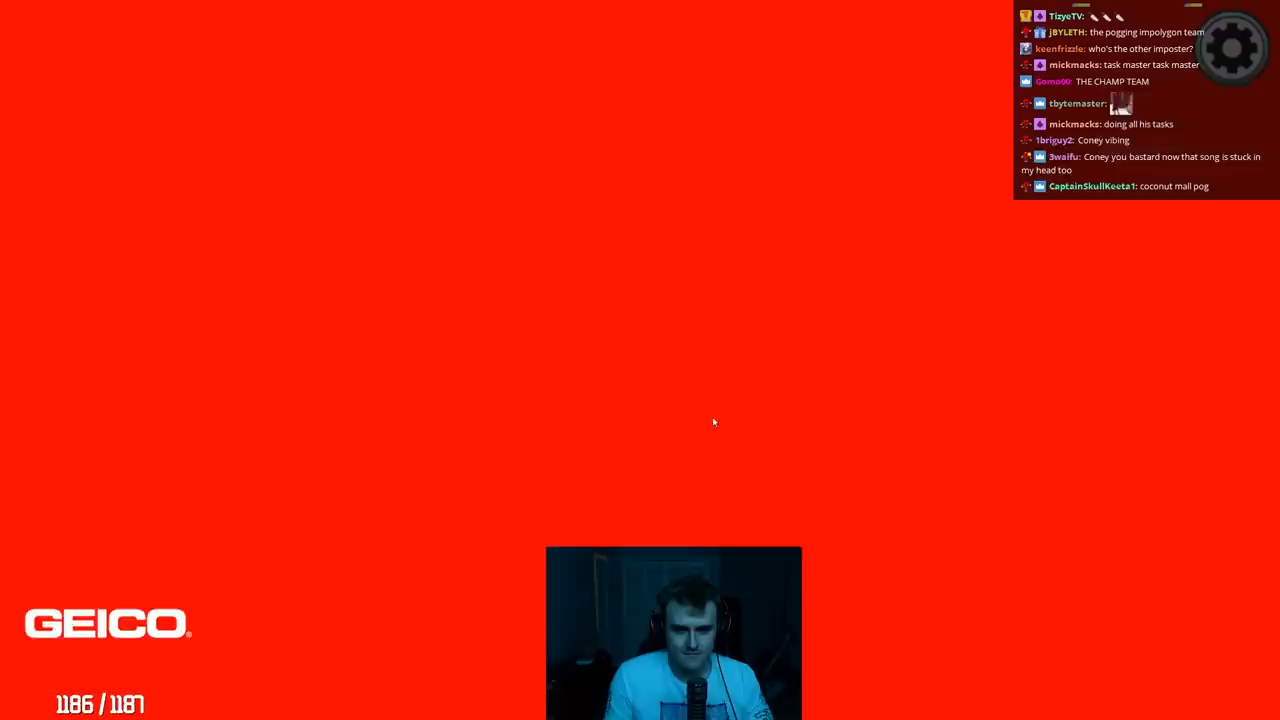 TizyeTV:
jBYLETH: the pogging impolygon team
keenfrizzle: who's the other imposter?
mickmacks: task master task master
Gomo00: THE CHAMP TEAM
tbytemaster:
mickmacks: doing all his tasks
1briguy2: Coney vibing
3waifu: Coney you bastard now that song is stuck in
my head too
CaptainSkullKeeta1: coconut mall pog
GEICO
1186 / 1187